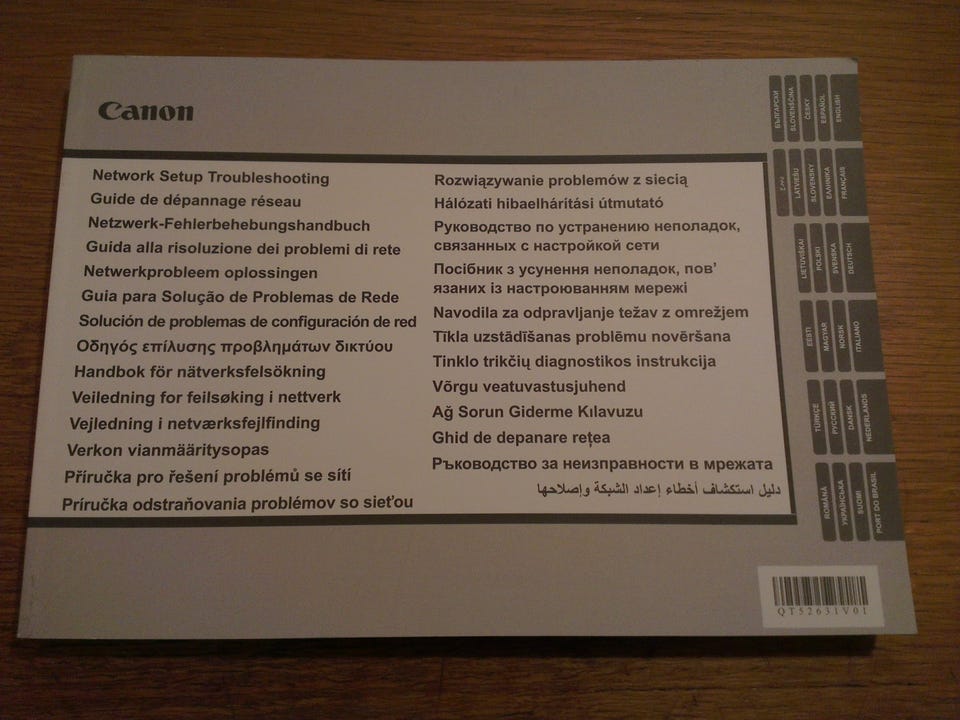 Canon
Network Setup Troubleshooting
Guide de dépannage réseau
Netzwerk-Fehlerbehebungshandbuch
Guida alla risoluzione dei problemi di rete
Netwerkprobleem oplossingen
Guia para Solução de Problemas de Rede
Solución de problemas de configuración de red
Οδηγός επίλυσης προβλημάτων δικτύου
Handbok för nätverksfelsökning
Veiledning for feilsøking i nettverk
Vejledning i netværksfejlfinding
Verkon vianmääritysopas
Příručka pro řešení problémů se sítí
Príručka odstraňovania problémov so sieťou
Rozwiązywanie problemów z siecią
Hálózati hibaelhárítási útmutató
Руководство по устранению неполадок,
связанных с настройкой сети
Посібник з усунення неполадок, пов’
язаних із настроюванням мережі
Navodila za odpravljanje težav z omrežjem
Tīkla uzstādīšanas problēmu novēršana
Tinklo trikčių diagnostikos instrukcija
Võrgu veatuvastusjuhend
Ağ Sorun Giderme Kılavuzu
Ghid de depanare rețea
Ръководство за неизправности в мрежата
دليل استكشاف أخطاء إعداد الشبكة وإصلاحها
ENGLISH
ESPAÑOL
ČESKY
SLOVENŠČINA
БЪЛГАРСКИ
FRANÇAIS
ΕΛΛΗΝΙΚΑ
SLOVENSKY
LATVIEŠU
عربي
DEUTSCH
SVENSKA
POLSKI
LIETUVIŠKAI
ITALIANO
NORSK
MAGYAR
EESTI
NEDERLANDS
DANSK
РУССКИЙ
TÜRKÇE
PORT DO BRASIL
SUOMI
УКРАЇНСЬКА
ROMÂNĂ
QT52631V01